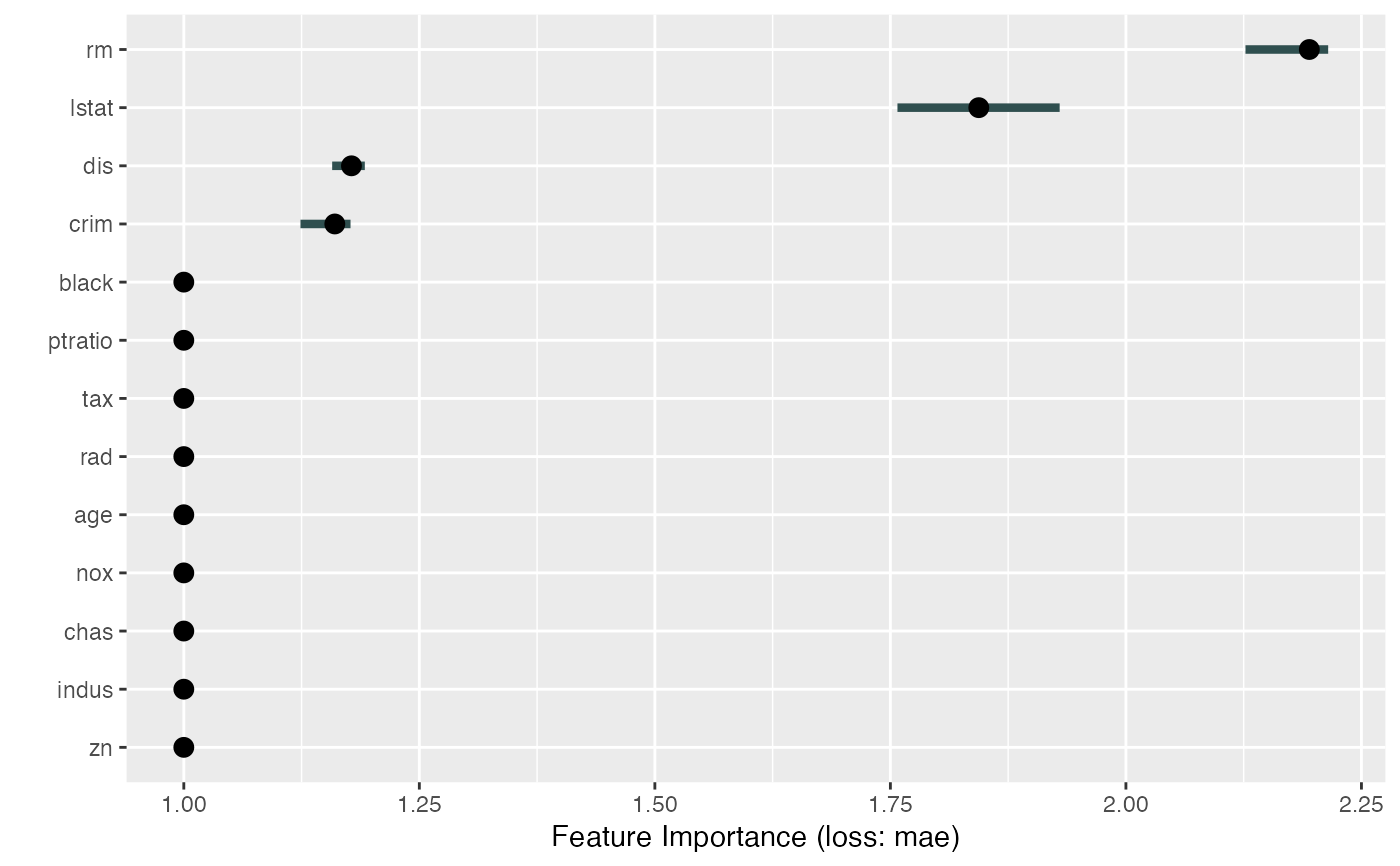 rm
lstat
dis
crim
black
ptratio
tax
rad
age
nox
chas
indus
zn
1.00 1.25 1.50 1.75 2.00 2.25
Feature Importance (loss: mae)